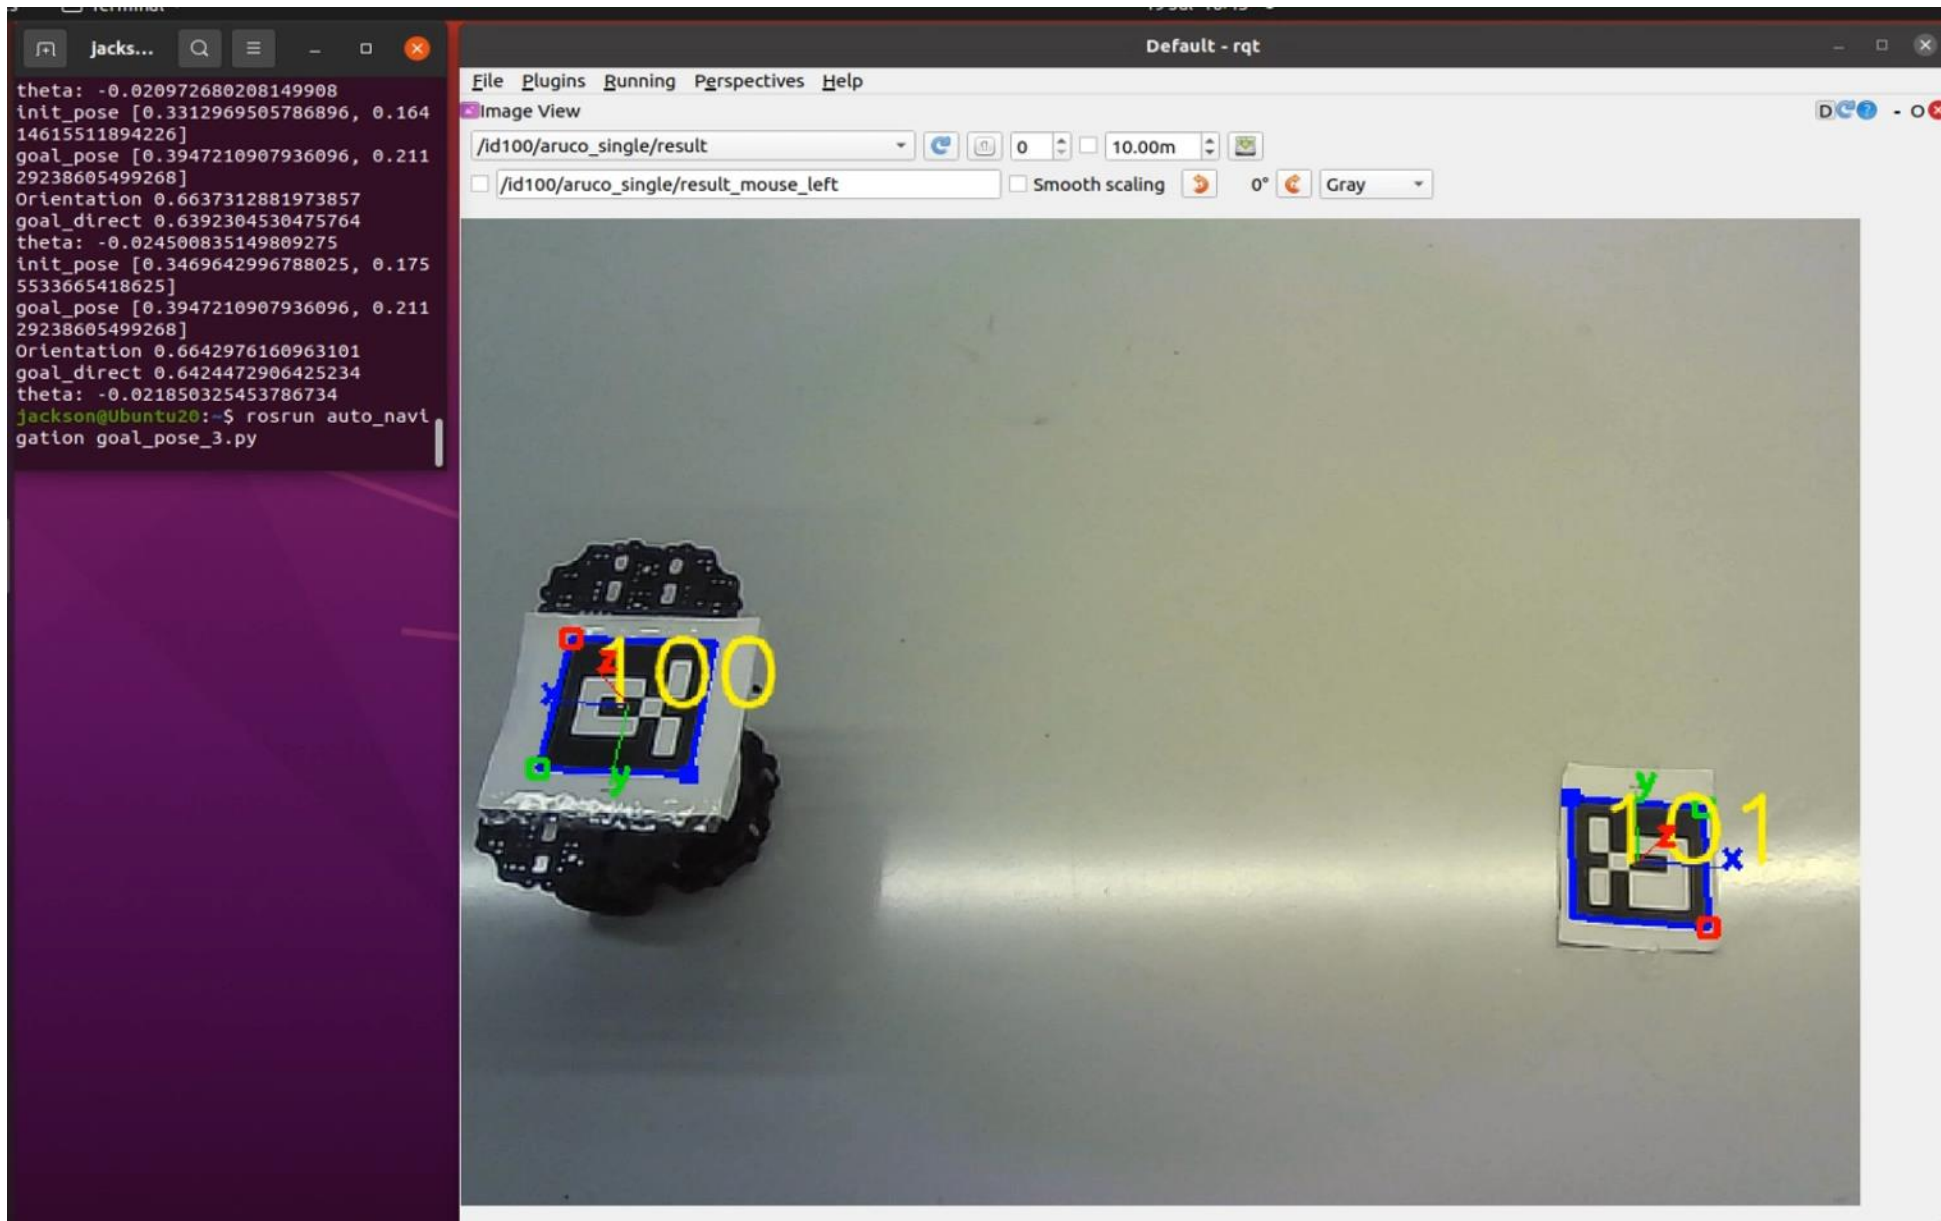 jacks...
theta: -0.020972680208149908
init_pose [0.3312969505786896, 0.164
14615511894226]
goal_pose [0.3947210907936096, 0.211
29238605499268]
Orientation 0.6637312881973857
goal_direct 0.6392304530475764
theta: -0.024500835149809275
init_pose [0.3469642996788025, 0.175
5533665418625]
goal_pose [0.3947210907936096, 0.211
29238605499268]
Orientation 0.6642976160963101
goal_direct 0.6424472906425234
theta: -0.021850325453786734
jackson@Ubuntu20:~$ rosrun auto_navi
gation goal_pose_3.py
Default - rqt
File Plugins Running Perspectives Help
Image View
D - O
/id100/aruco_single/result 0 10.00m
/id100/aruco_single/result_mouse_left Smooth scaling 0° Gray
100
z
x
y
101
y
z
x